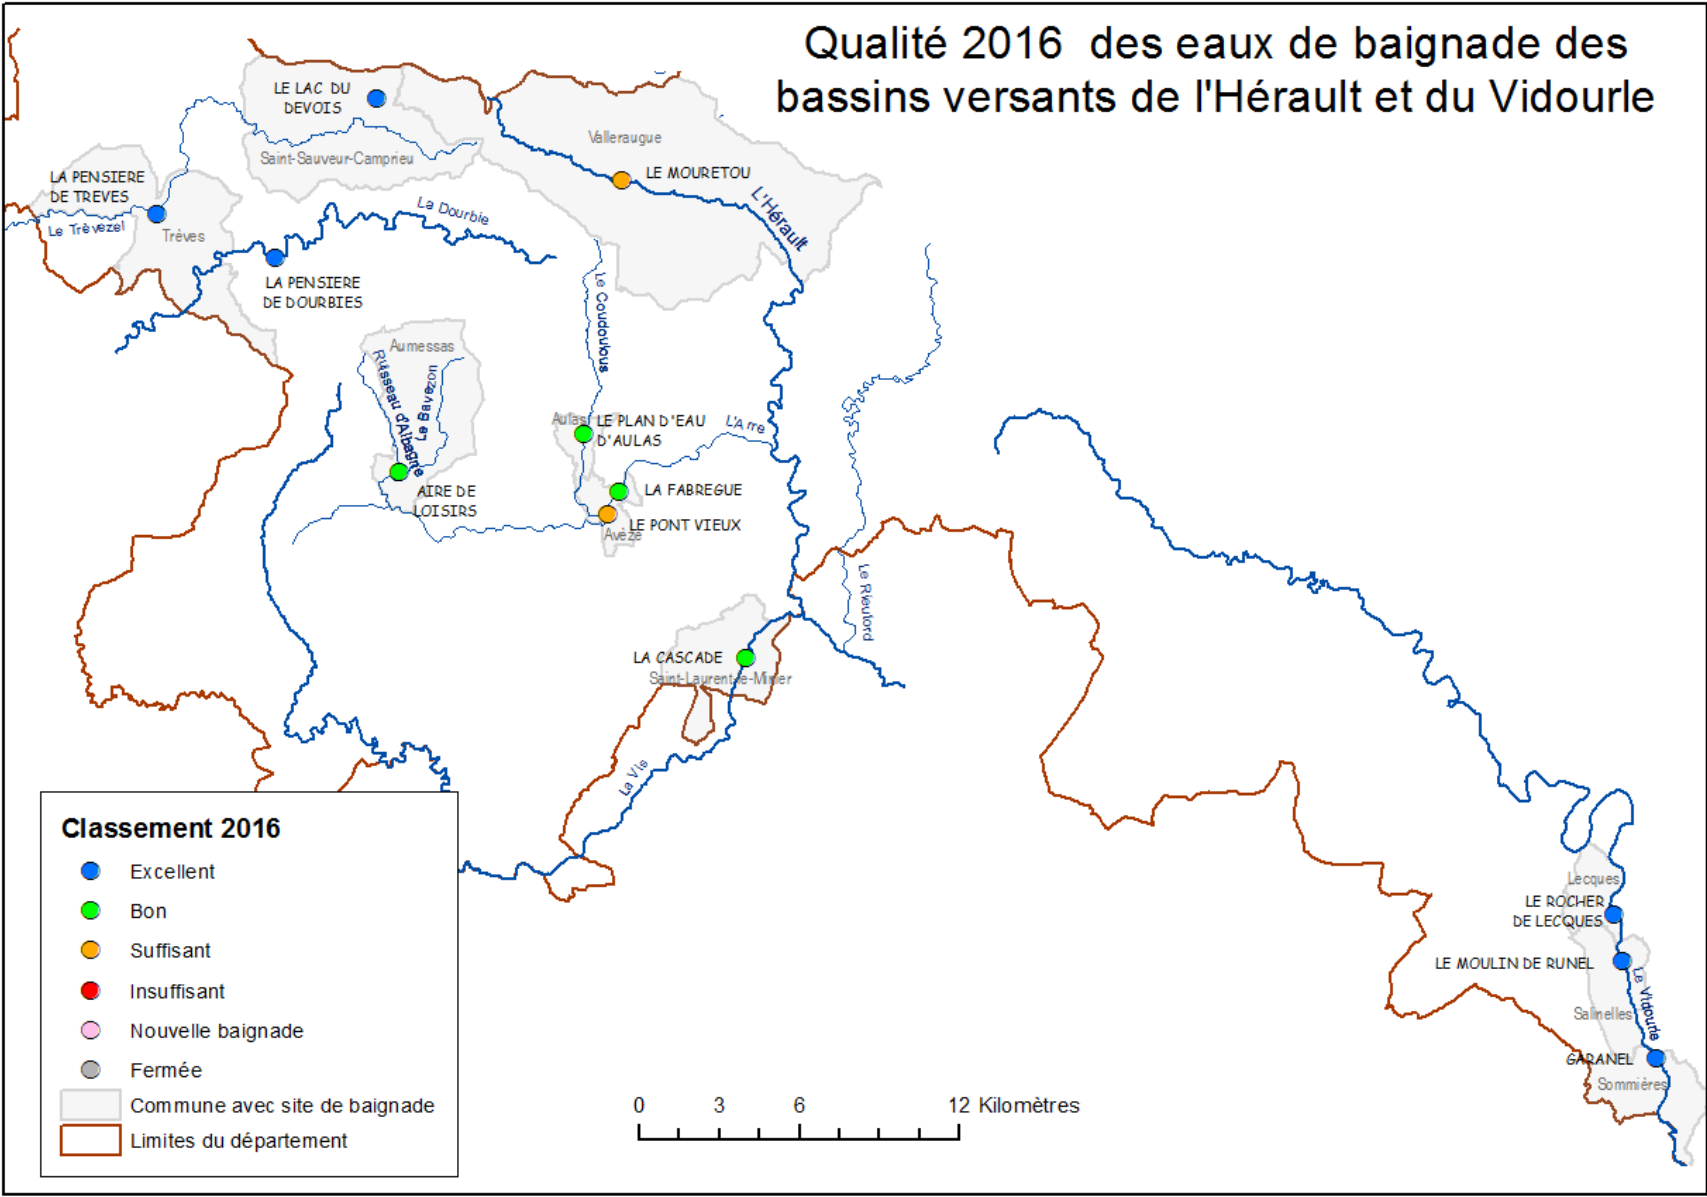 Qualité 2016 des eaux de baignade des
bassins versants de l'Hérault et du Vidourle
LE LAC DU
DEVOIS
Saint-Sauveur-Camprieu
Valleraugue
LE MOURETOU
L'Hérault
LA PENSIERE
DE TREVES
Le Trèvezel
Trèves
La Dourbie
LA PENSIERE
DE DOURBIES
Le Coudoulous
Aumessas
Ruisseau d'Albagne
Le Bavezon
AIRE DE
LOISIRS
Aulas
LE PLAN D'EAU
D'AULAS
L'Arre
LA FABREGUE
LE PONT VIEUX
Avèze
Le Rieutord
LA CASCADE
Saint-Laurent-le-Minier
La Vis
Lecques
LE ROCHER
DE LECQUES
LE MOULIN DE RUNEL
Le Vidourle
Salinelles
GARANEL
Sommières
Classement 2016
Excellent
Bon
Suffisant
Insuffisant
Nouvelle baignade
Fermée
Commune avec site de baignade
Limites du département
0 3 6 12 Kilomètres